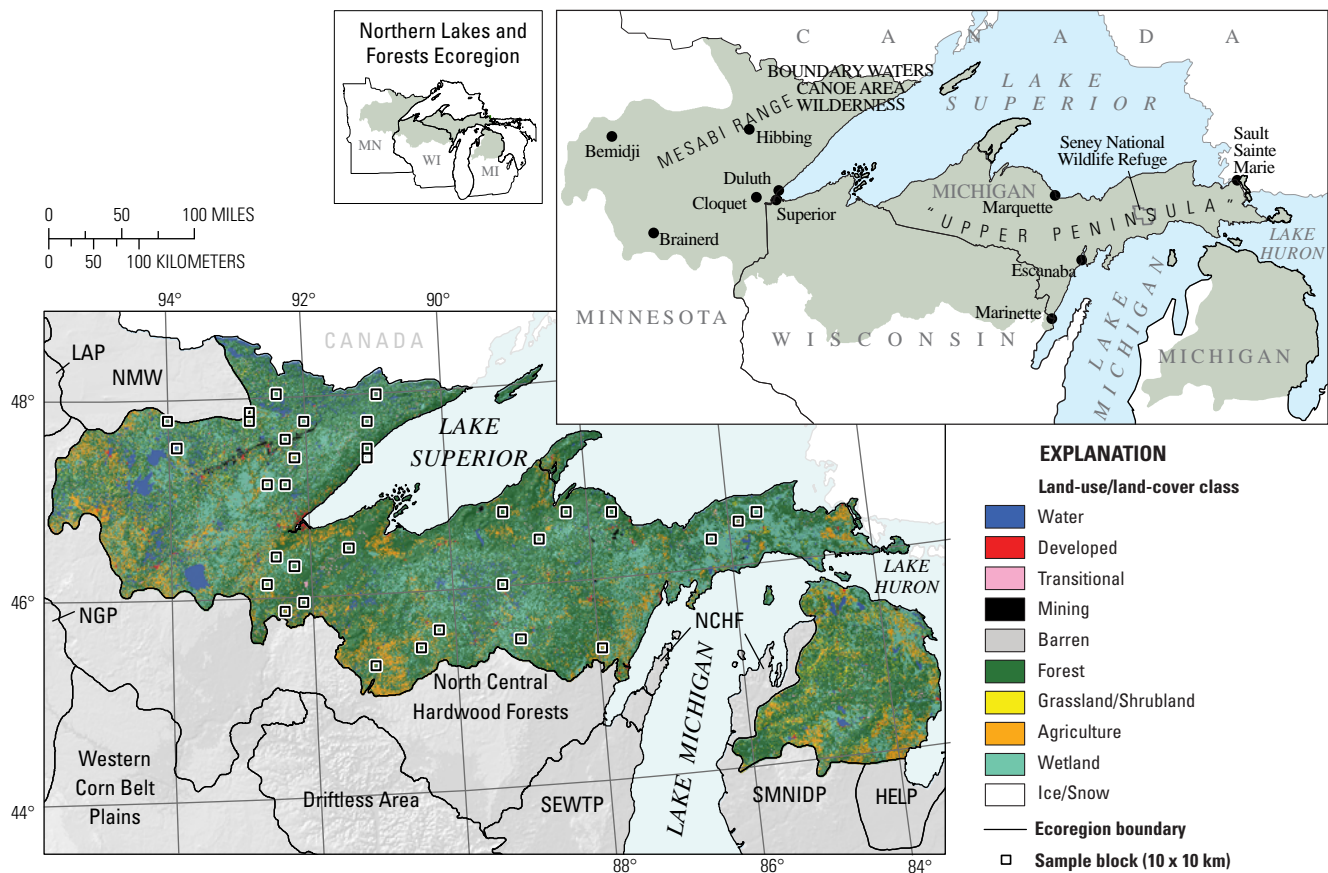 Northern Lakes and
Forests Ecoregion
MN
WI
MI
0 50 100 MILES
0 50 100 KILOMETERS
C A N A D A
BOUNDARY WATERS
CANOE AREA
WILDERNESS
LAKE
SUPERIOR
MESABI RANGE
Hibbing
Bemidji
Duluth
Cloquet
Superior
Brainerd
Seney National
Wildlife Refuge
Sault
Sainte
Marie
MICHIGAN
Marquette
"UPPER PENINSULA"
LAKE
HURON
Escanaba
Marinette
LAKE
MICHIGAN
MINNESOTA
WISCONSIN
MICHIGAN
94°
92°
90°
CANADA
LAP
NMW
48°
LAKE
SUPERIOR
LAKE
HURON
46°
NGP
NCHF
North Central
Hardwood Forests
LAKE MICHIGAN
Western
Corn Belt
Plains
Driftless Area
SEWTP
SMNIDP
HELP
44°
88°
86°
84°
EXPLANATION
Land-use/land-cover class
Water
Developed
Transitional
Mining
Barren
Forest
Grassland/Shrubland
Agriculture
Wetland
Ice/Snow
Ecoregion boundary
Sample block (10 x 10 km)